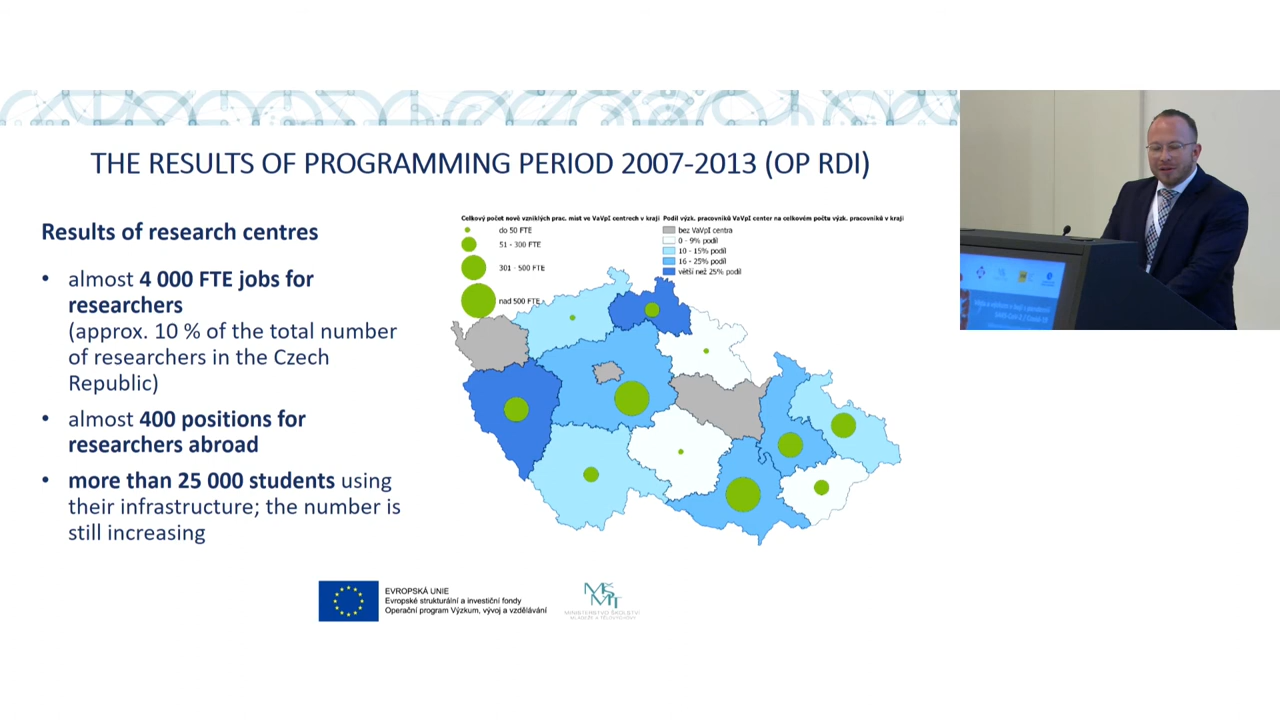 THE RESULTS OF PROGRAMMING PERIOD 2007-2013 (OP RDI)
Results of research centres
• almost 4 000 FTE jobs for
researchers
(approx. 10 % of the total number
of researchers in the Czech
Republic)
• almost 400 positions for
researchers abroad
• more than 25 000 students using
their infrastructure; the number is
still increasing
Celkový počet nově vzniklých prac. míst ve VaVpI centrech v kraji
do 50 FTE
51 - 300 FTE
301 - 500 FTE
nad 500 FTE
Podíl výzk. pracovníků VaVpI center na celkovém počtu výzk. pracovníků v kraji
bez VaVpI centra
0 - 9% podíl
10 - 15% podíl
16 - 25% podíl
větší než 25% podíl
EVROPSKÁ UNIE
Evropské strukturální a investiční fondy
Operační program Výzkum, vývoj a vzdělávání
MŠMT
MINISTERSTVO ŠKOLSTVÍ
MLÁDEŽE A TĚLOVÝCHOVY